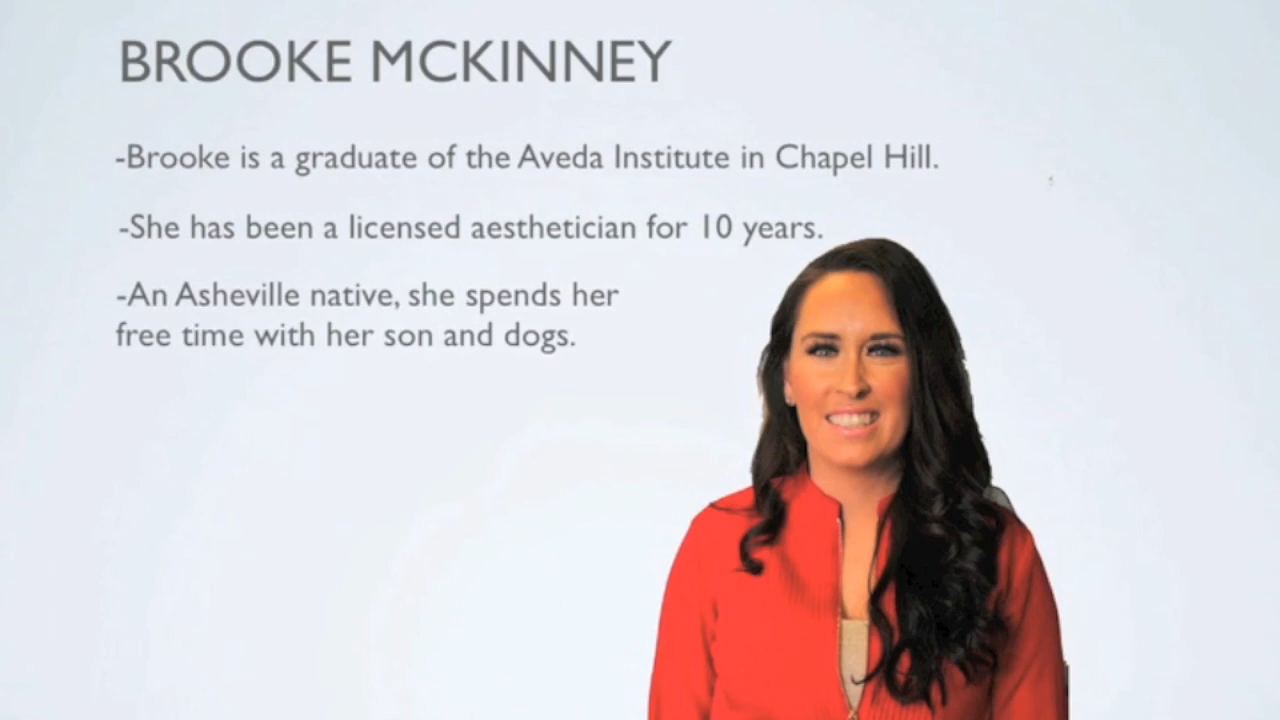 BROOKE MCKINNEY
-Brooke is a graduate of the Aveda Institute in Chapel Hill.
-She has been a licensed aesthetician for 10 years.
-An Asheville native, she spends her
free time with her son and dogs.